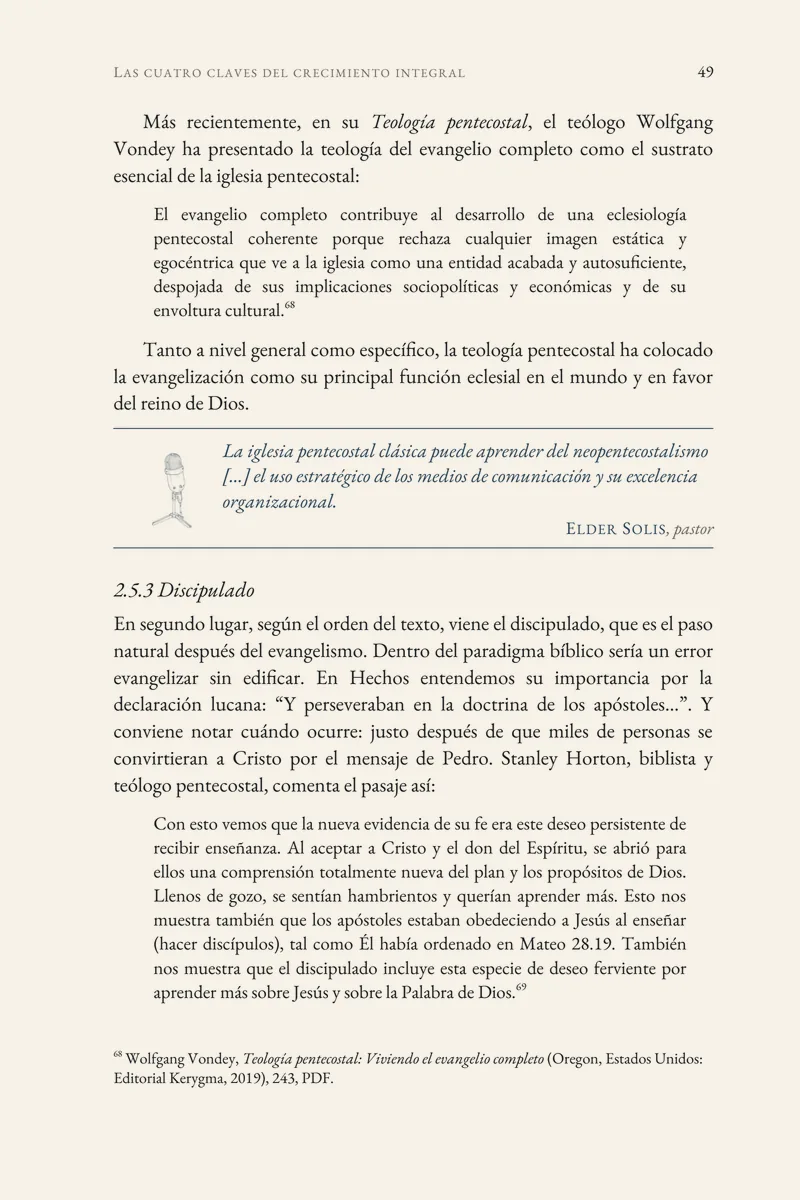 LAS CUATRO CLAVES DEL CRECIMIENTO INTEGRAL 49
Más recientemente, en su Teología pentecostal, el teólogo Wolfgang
Vondey ha presentado la teología del evangelio completo como el sustrato
esencial de la iglesia pentecostal:
El evangelio completo contribuye al desarrollo de una eclesiología
pentecostal coherente porque rechaza cualquier imagen estática y
egocéntrica que ve a la iglesia como una entidad acabada y autosuficiente,
despojada de sus implicaciones sociopolíticas y económicas y de su
envoltura cultural.68
Tanto a nivel general como específico, la teología pentecostal ha colocado
la evangelización como su principal función eclesial en el mundo y en favor
del reino de Dios.
La iglesia pentecostal clásica puede aprender del neopentecostalismo
[...] el uso estratégico de los medios de comunicación y su excelencia
organizacional.
ELDER SOLIS, pastor
2.5.3 Discipulado
En segundo lugar, según el orden del texto, viene el discipulado, que es el paso
natural después del evangelismo. Dentro del paradigma bíblico sería un error
evangelizar sin edificar. En Hechos entendemos su importancia por la
declaración lucana: “Y perseveraban en la doctrina de los apóstoles...”. Y
conviene notar cuándo ocurre: justo después de que miles de personas se
convirtieran a Cristo por el mensaje de Pedro. Stanley Horton, biblista y
teólogo pentecostal, comenta el pasaje así:
Con esto vemos que la nueva evidencia de su fe era este deseo persistente de
recibir enseñanza. Al aceptar a Cristo y el don del Espíritu, se abrió para
ellos una comprensión totalmente nueva del plan y los propósitos de Dios.
Llenos de gozo, se sentían hambrientos y querían aprender más. Esto nos
muestra también que los apóstoles estaban obedeciendo a Jesús al enseñar
(hacer discípulos), tal como Él había ordenado en Mateo 28.19. También
nos muestra que el discipulado incluye esta especie de deseo ferviente por
aprender más sobre Jesús y sobre la Palabra de Dios.69
68 Wolfgang Vondey, Teología pentecostal: Viviendo el evangelio completo (Oregon, Estados Unidos:
Editorial Kerygma, 2019), 243, PDF.